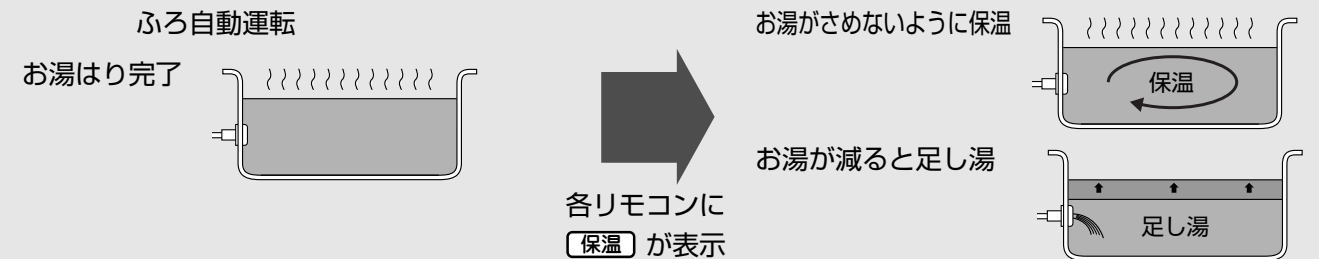 ふろ自動運転
お湯はり完了
各リモコンに
保温 が表示
お湯がさめないように保温
保温
お湯が減ると足し湯
足し湯